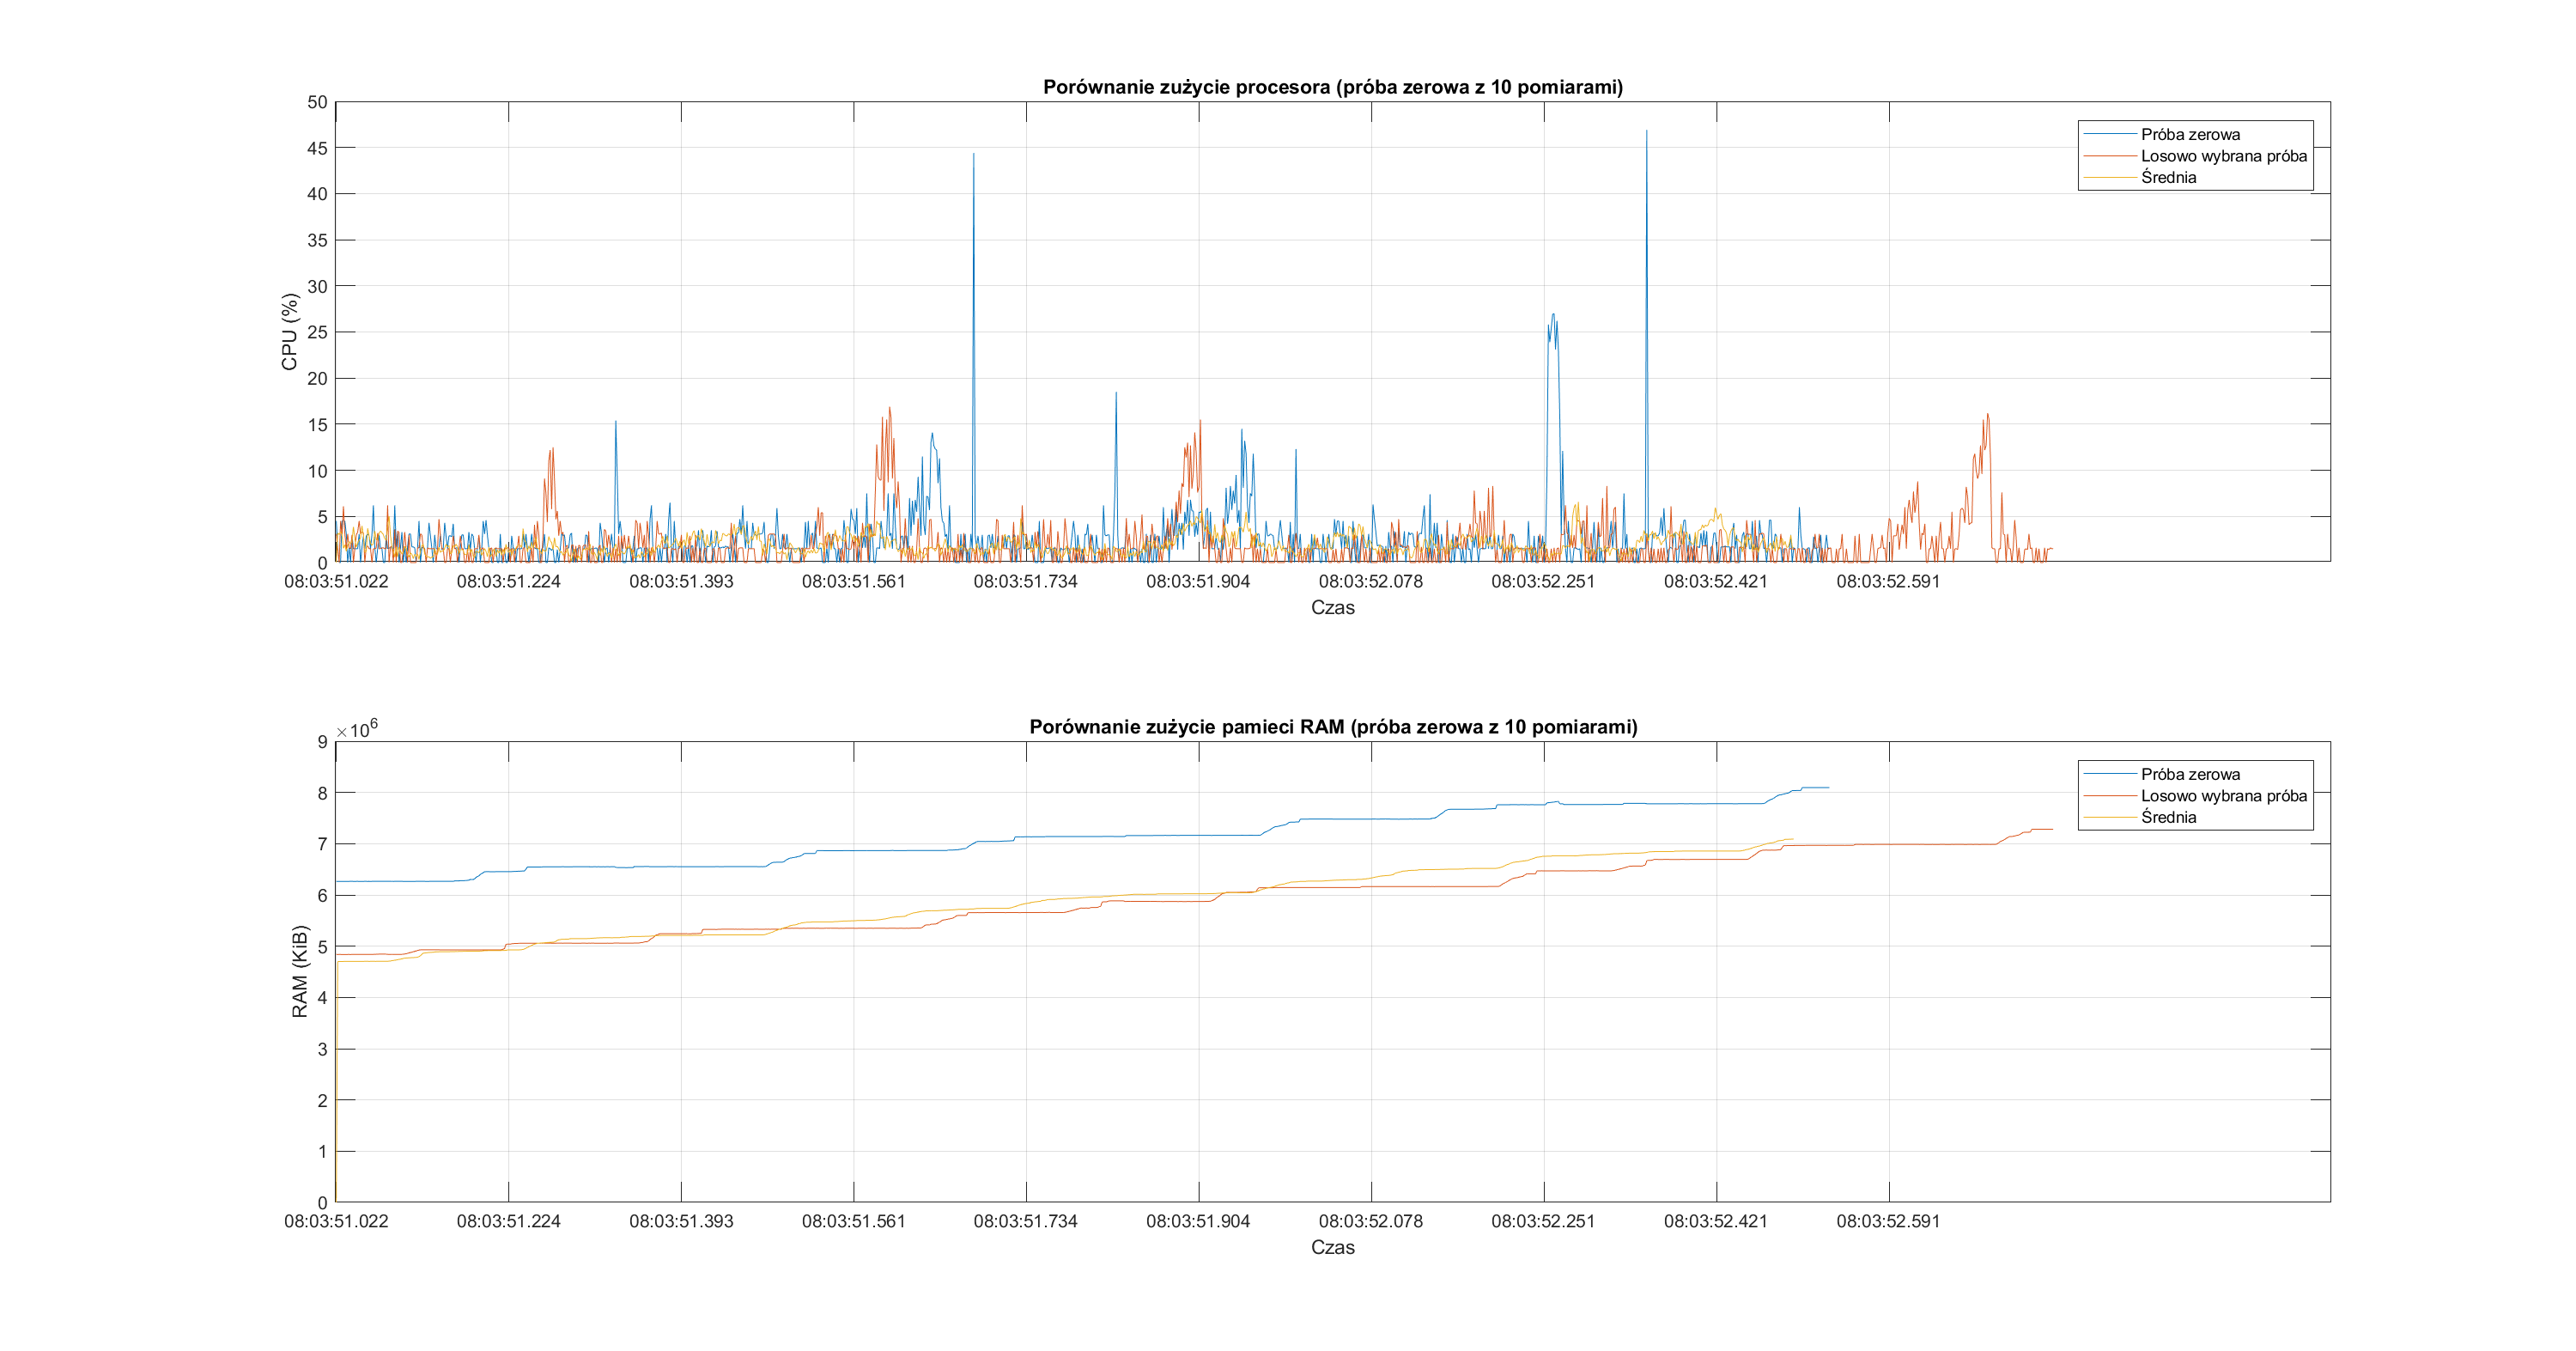 Porównanie zużycie procesora (próba zerowa z 10 pomiarami)
50
45
40
35
30
25
20
15
10
5
0
CPU (%)
Próba zerowa
Losowo wybrana próba
Średnia
08:03:51.022 08:03:51.224 08:03:51.393 08:03:51.561 08:03:51.734 08:03:51.904 08:03:52.078 08:03:52.251 08:03:52.421 08:03:52.591
Czas
Porównanie zużycie pamieci RAM (próba zerowa z 10 pomiarami)
×10⁶
9
8
7
6
5
4
3
2
1
0
RAM (KiB)
Próba zerowa
Losowo wybrana próba
Średnia
08:03:51.022 08:03:51.224 08:03:51.393 08:03:51.561 08:03:51.734 08:03:51.904 08:03:52.078 08:03:52.251 08:03:52.421 08:03:52.591
Czas